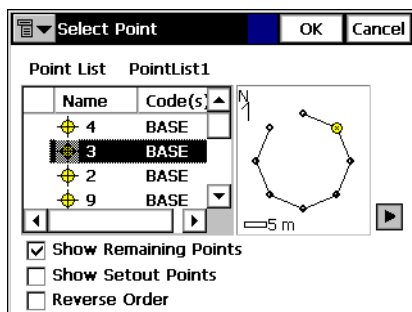 Select Point OK Cancel
Point List PointList1
Name Code(s)
4 BASE
3 BASE
2 BASE
9 BASE
N
5 m
Show Remaining Points
Show Setout Points
Reverse Order